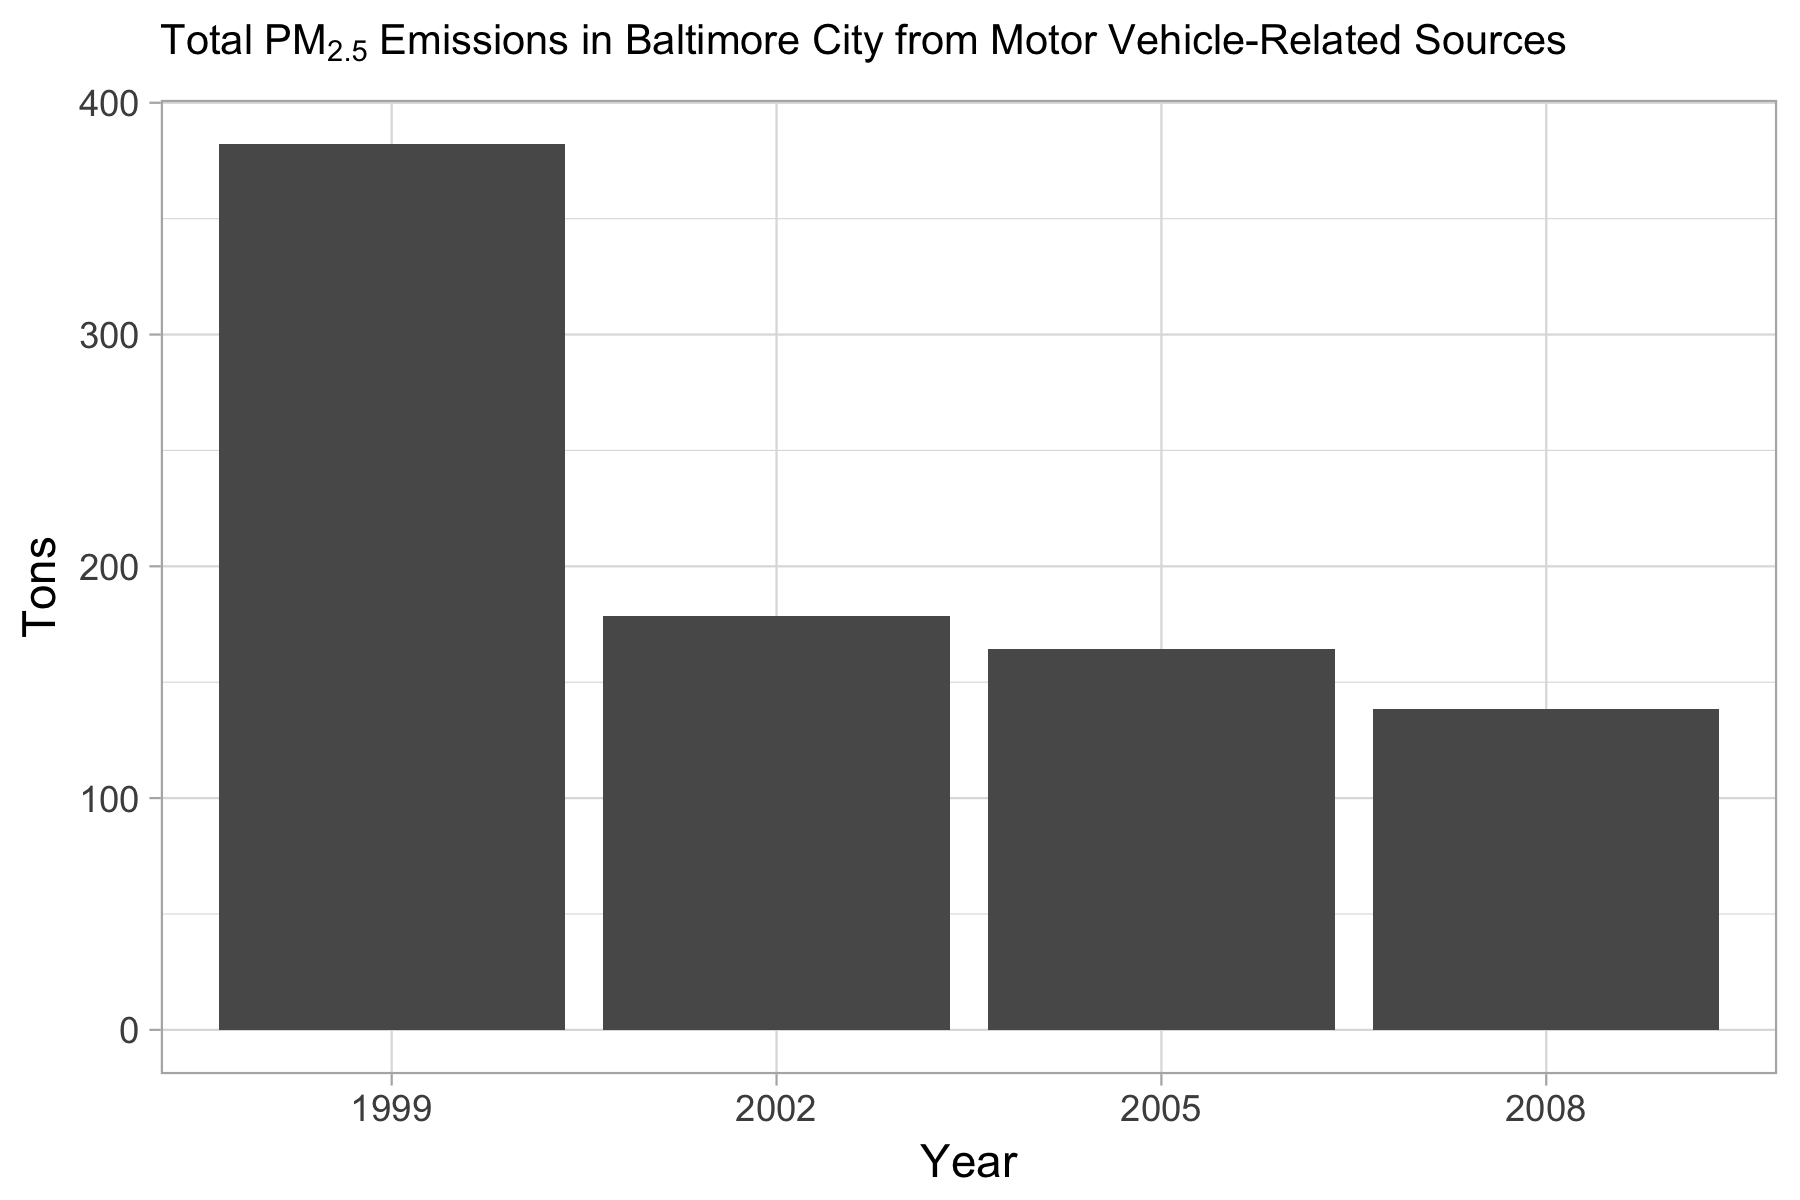 Total PM2.5 Emissions in Baltimore City from Motor Vehicle-Related Sources
400
300
200
100
0
Tons
1999 2002 2005 2008
Year